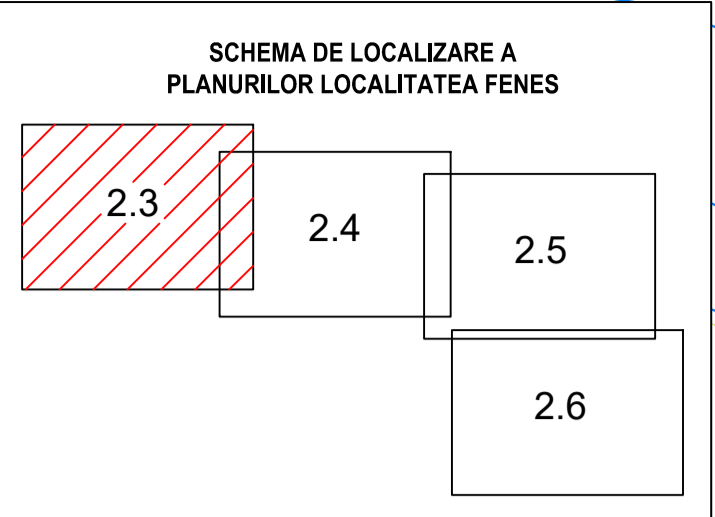 SCHEMA DE LOCALIZARE A
PLANURILOR LOCALITATEA FENES
2.3
2.4
2.5
2.6